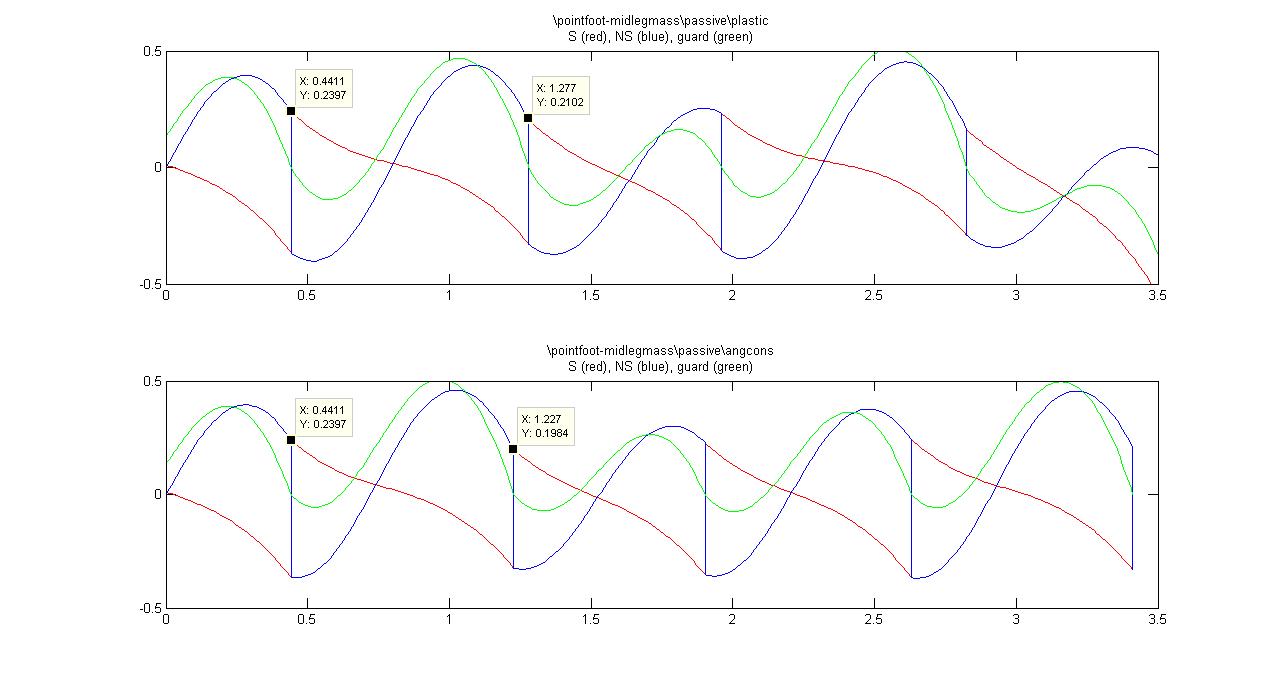 \pointfoot-midlegmass\passive\plastic
S (red), NS (blue), guard (green)
0.5
X: 0.4411
Y: 0.2397
X: 1.277
Y: 0.2102
0
-0.5
0 0.5 1 1.5 2 2.5 3 3.5
\pointfoot-midlegmass\passive\angcons
S (red), NS (blue), guard (green)
0.5
X: 0.4411
Y: 0.2397
X: 1.227
Y: 0.1984
0
-0.5
0 0.5 1 1.5 2 2.5 3 3.5